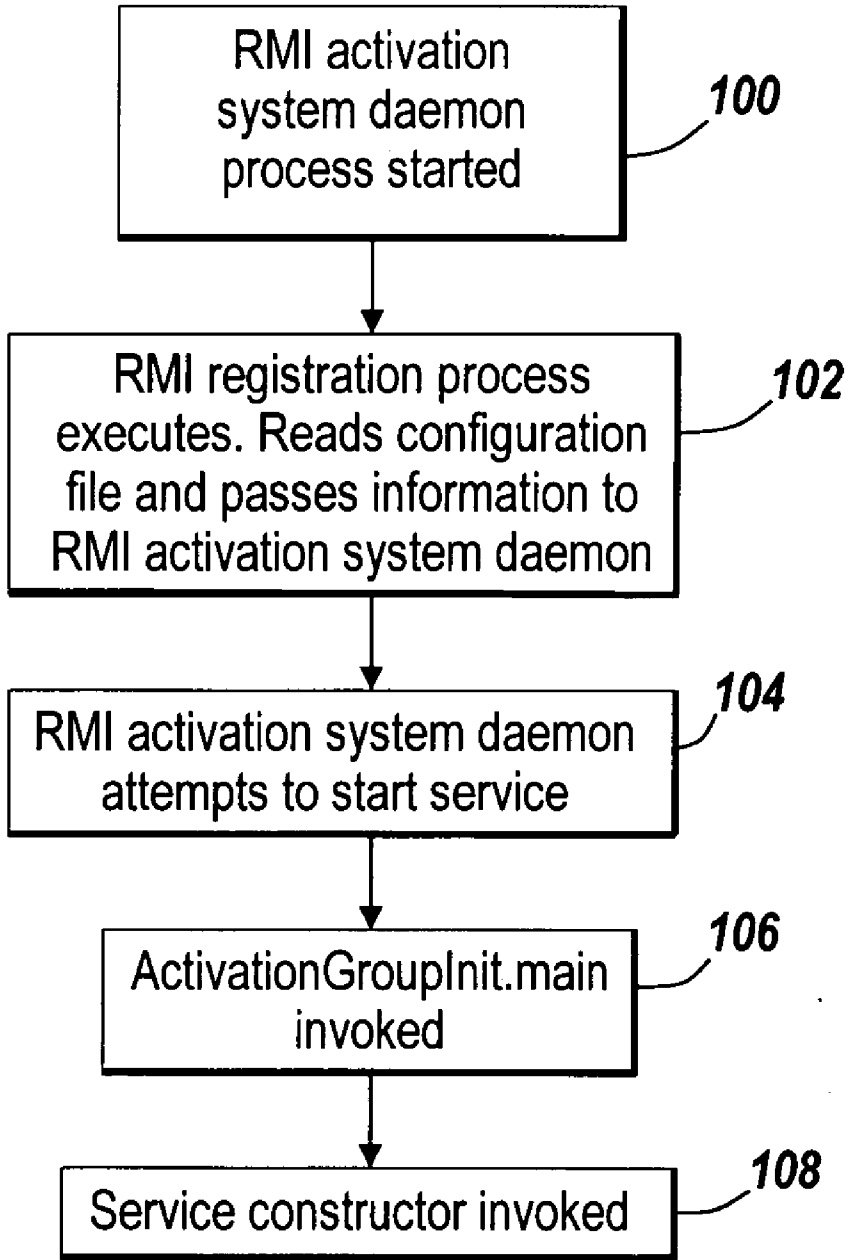 RMI activation
system daemon
process started
100
RMI registration process
executes. Reads configuration
file and passes information to
RMI activation system daemon
102
RMI activation system daemon
attempts to start service
104
ActivationGroupInit.main
invoked
106
Service constructor invoked
108